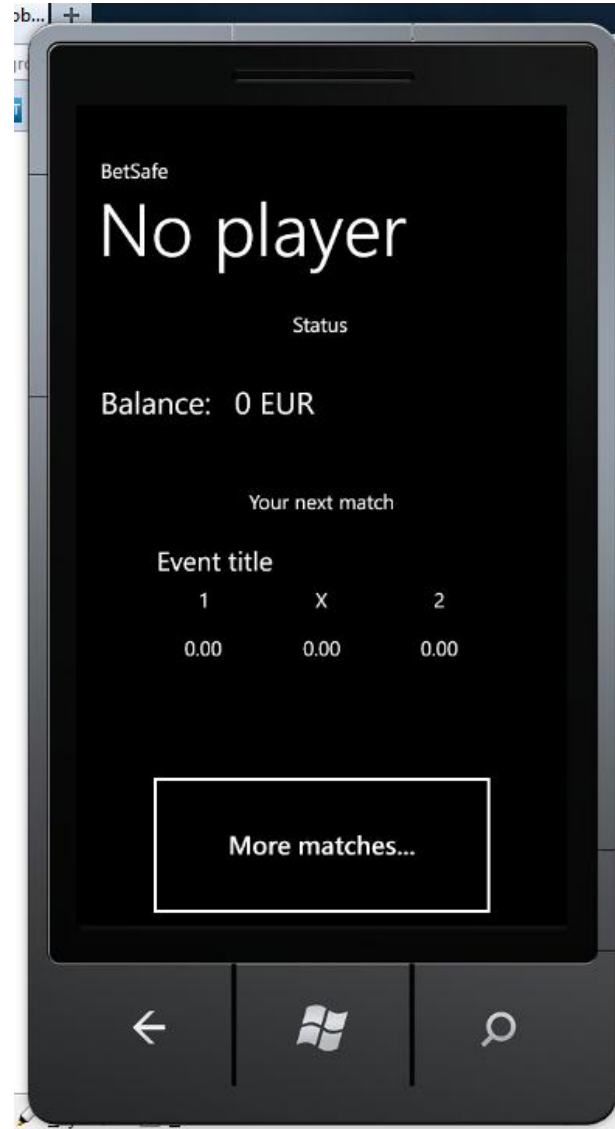 ob...
BetSafe
No player
Status
Balance: 0 EUR
Your next match
Event title
1 X 2
0.00 0.00 0.00
More matches...